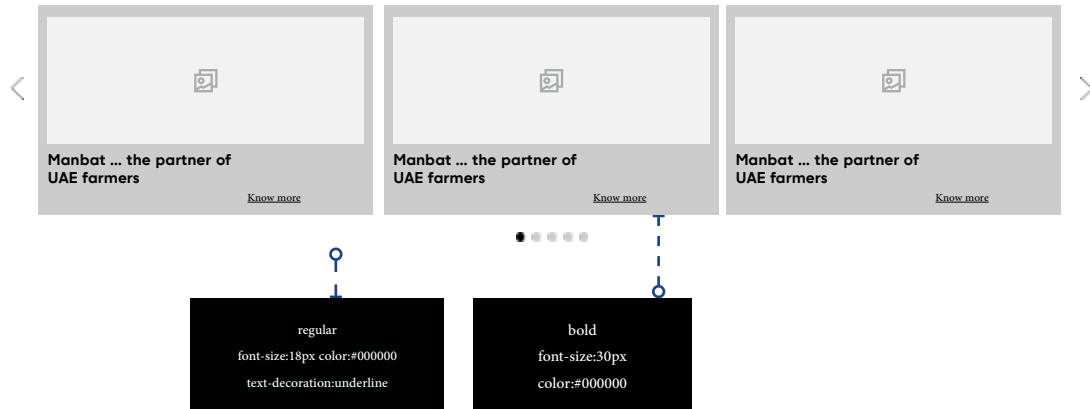 Manbat ... the partner of
UAE farmers
Know more
Manbat ... the partner of
UAE farmers
Know more
Manbat ... the partner of
UAE farmers
Know more
regular
font-size:18px color:#000000
text-decoration:underline
bold
font-size:30px
color:#000000